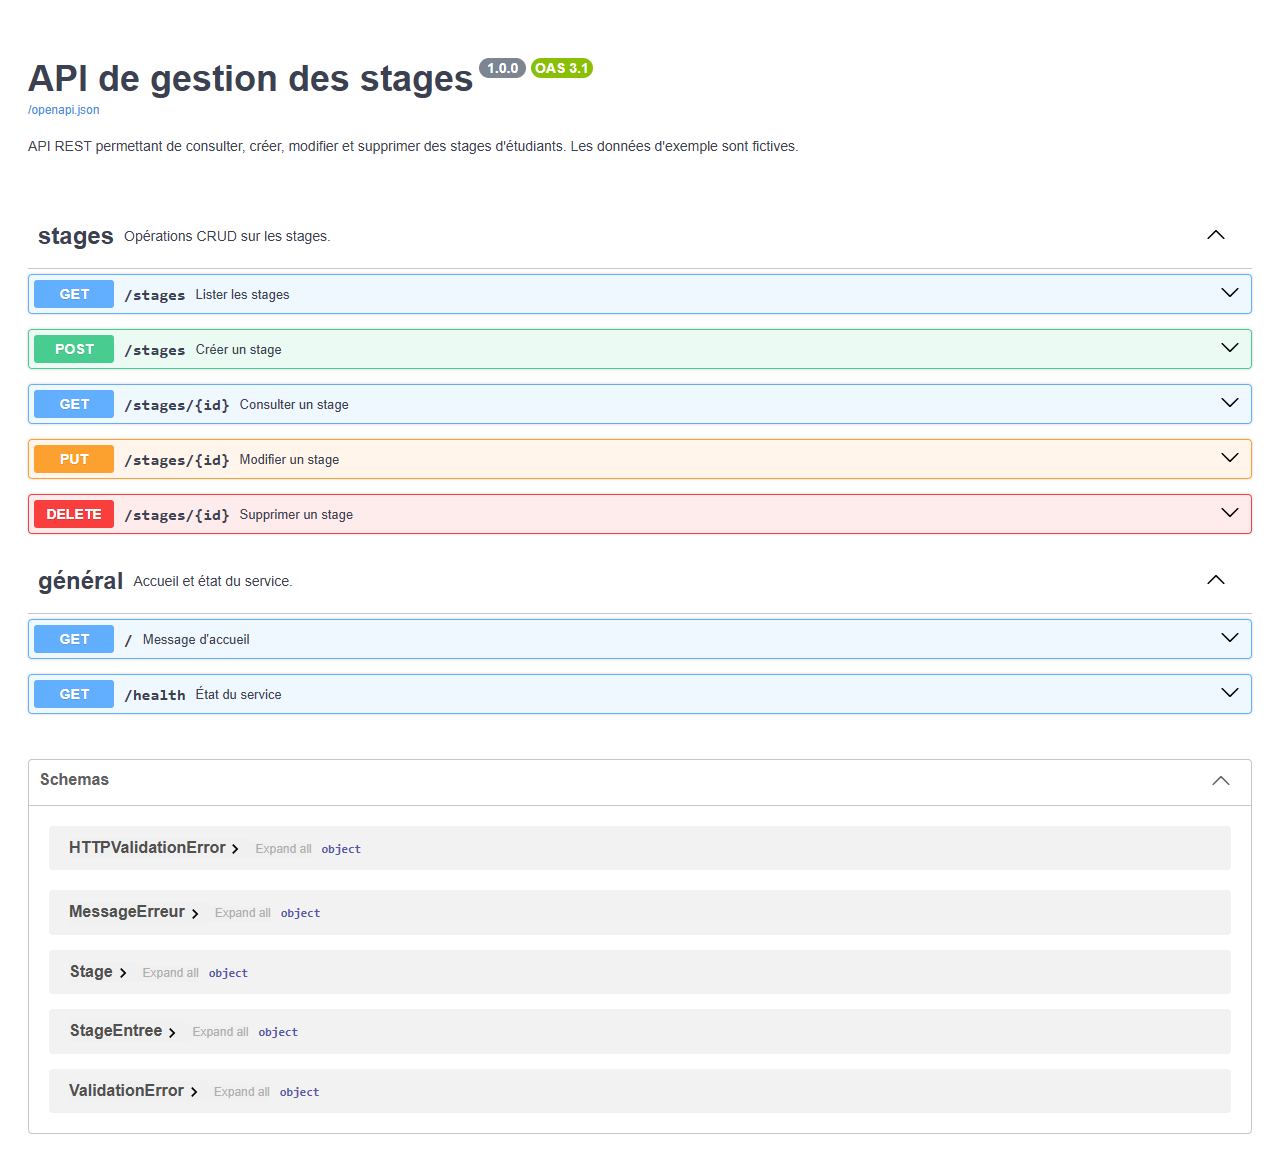 API de gestion des stages 1.0.0 OAS 3.1
/openapi.json
API REST permettant de consulter, créer, modifier et supprimer des stages d'étudiants. Les données d'exemple sont fictives.
stages Opérations CRUD sur les stages.
GET /stages Lister les stages
POST /stages Créer un stage
GET /stages/{id} Consulter un stage
PUT /stages/{id} Modifier un stage
DELETE /stages/{id} Supprimer un stage
général Accueil et état du service.
GET / Message d'accueil
GET /health État du service
Schemas
HTTPValidationError Expand all object
MessageErreur Expand all object
Stage Expand all object
StageEntree Expand all object
ValidationError Expand all object